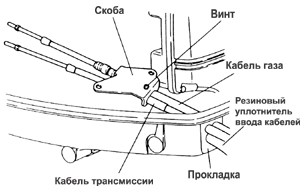 Скоба
Винт
Кабель газа
Резиновый
уплотнитель
ввода кабелей
Прокладка
Кабель трансмиссии